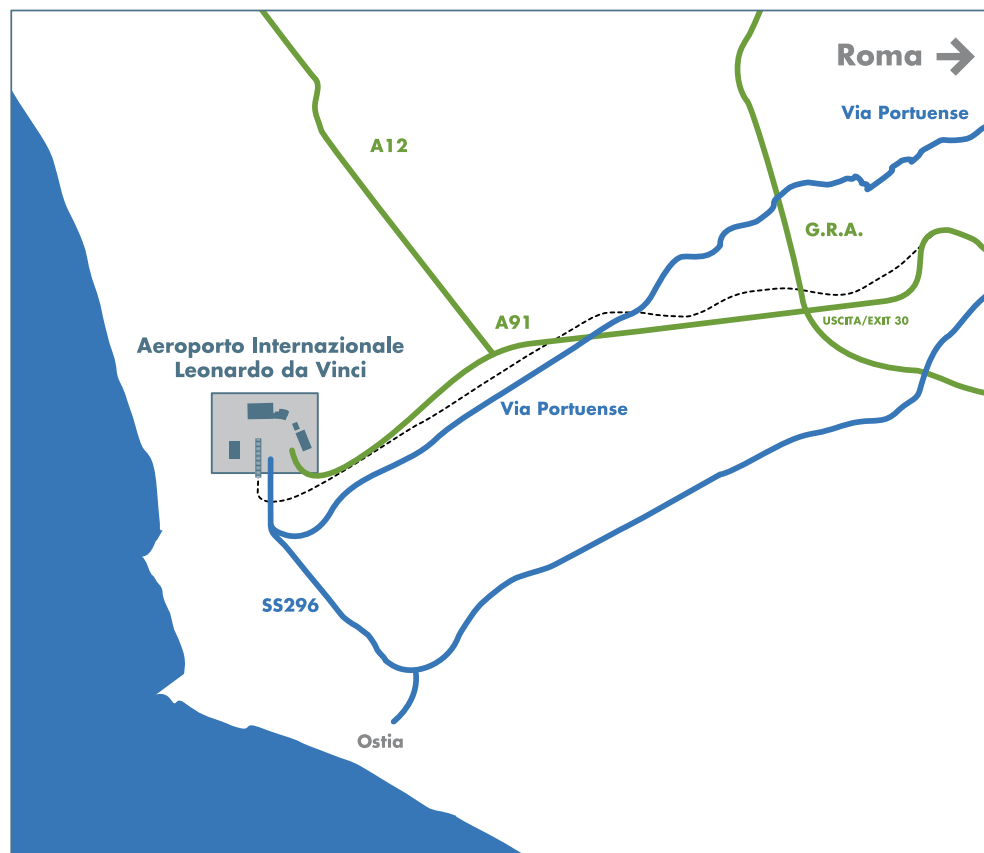 Roma
Via Portuense
A12
G.R.A.
A91
USCITA/EXIT 30
Aeroporto Internazionale
Leonardo da Vinci
Via Portuense
SS296
Ostia